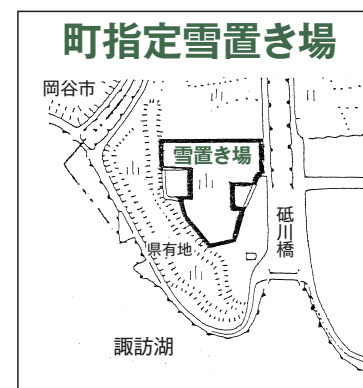 町指定雪置き場
岡谷市
雪置き場
砥川橋
県有地
諏訪湖